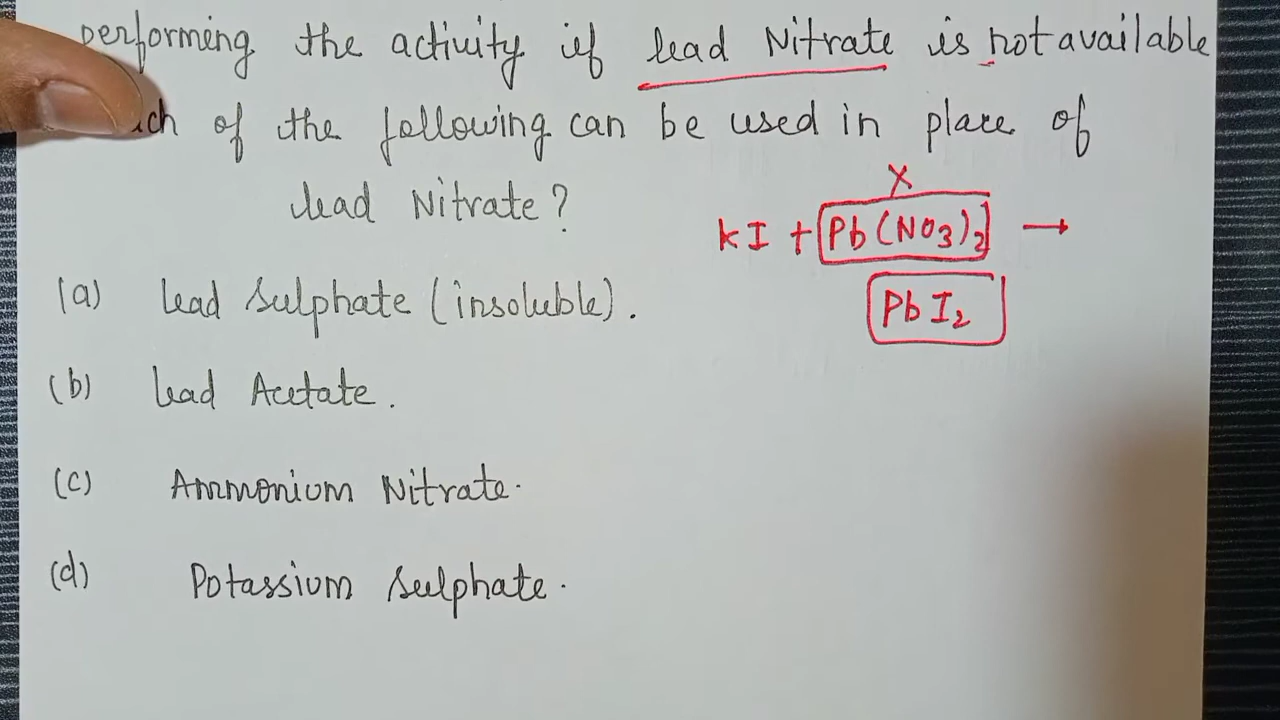 performing the activity if lead Nitrate is not available
of the following can be used in place of
lead Nitrate?
X
KI + Pb(NO3)2 →
PbI2
(a) Lead Sulphate (insoluble).
(b) Lead Acetate.
(c) Ammonium Nitrate.
(d) Potassium Sulphate.